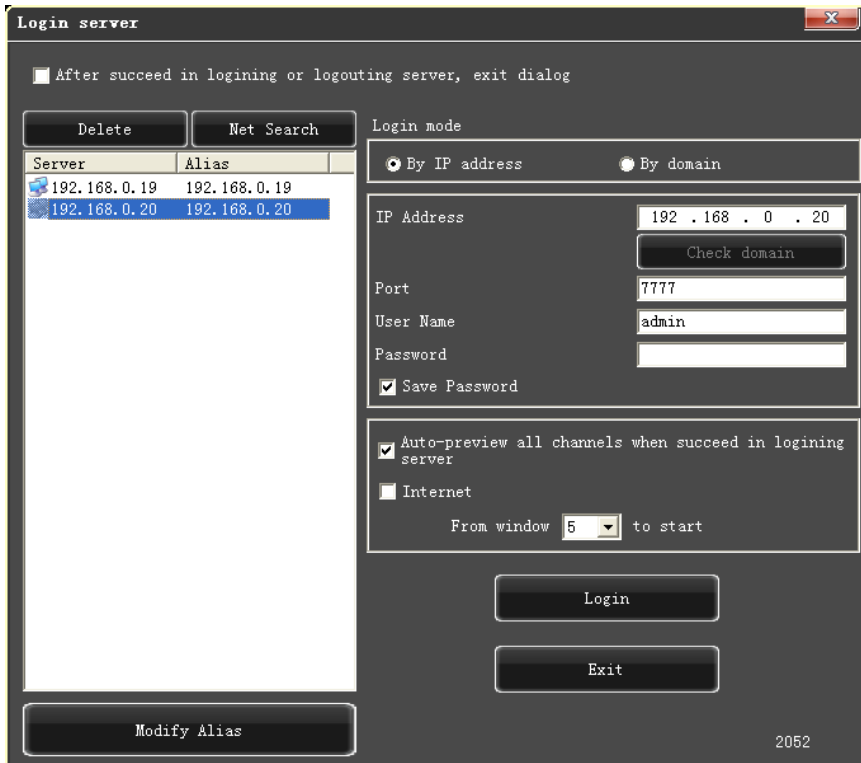 Login server
After succeed in logining or logouting server, exit dialog
Delete
Net Search
Server Alias
192.168.0.19 192.168.0.19
192.168.0.20 192.168.0.20
Modify Alias
Login mode
By IP address
By domain
IP Address 192 .168 . 0 . 20
Check domain
Port 7777
User Name admin
Password
Save Password
Auto-preview all channels when succeed in logining
server
Internet
From window 5 to start
Login
Exit
2052